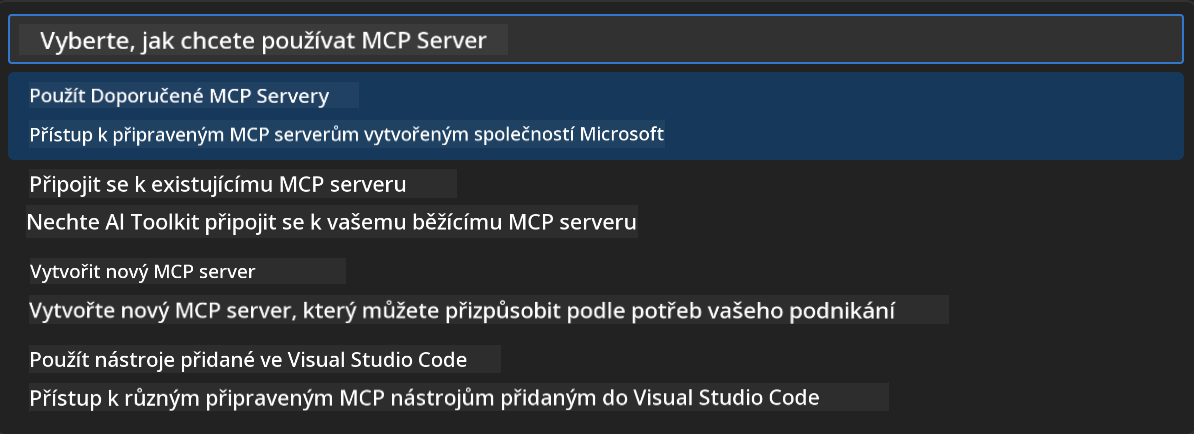 Vyberte, jak chcete používat MCP Server
Použít Doporučené MCP Servery
Přístup k připraveným MCP serverům vytvořeným společností Microsoft
Připojit se k existujícímu MCP serveru
Nechte AI Toolkit připojit se k vašemu běžícímu MCP serveru
Vytvořit nový MCP server
Vytvořte nový MCP server, který můžete přizpůsobit podle potřeb vašeho podnikání
Použít nástroje přidané ve Visual Studio Code
Přístup k různým připraveným MCP nástrojům přidaným do Visual Studio Code